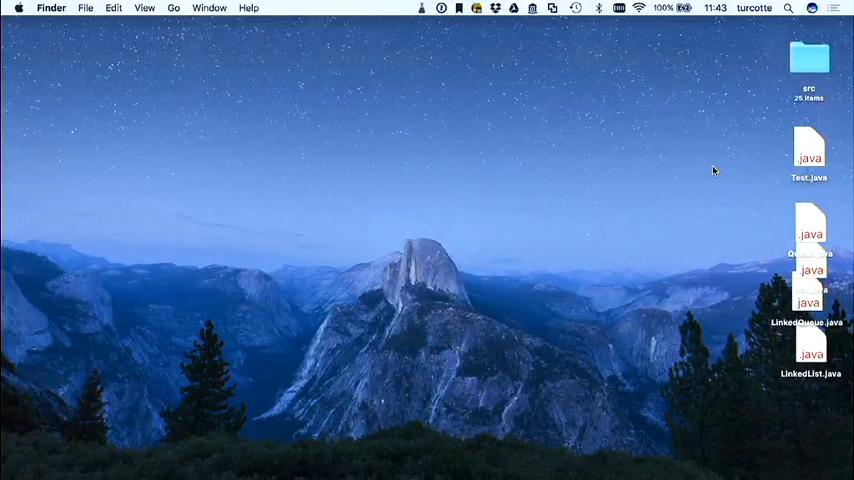 Finder File Edit View Go Window Help 100% 11:43 turcotte
src
25 items
.java
Test.java
.java
.java
.java
LinkedQueue.java
.java
LinkedList.java